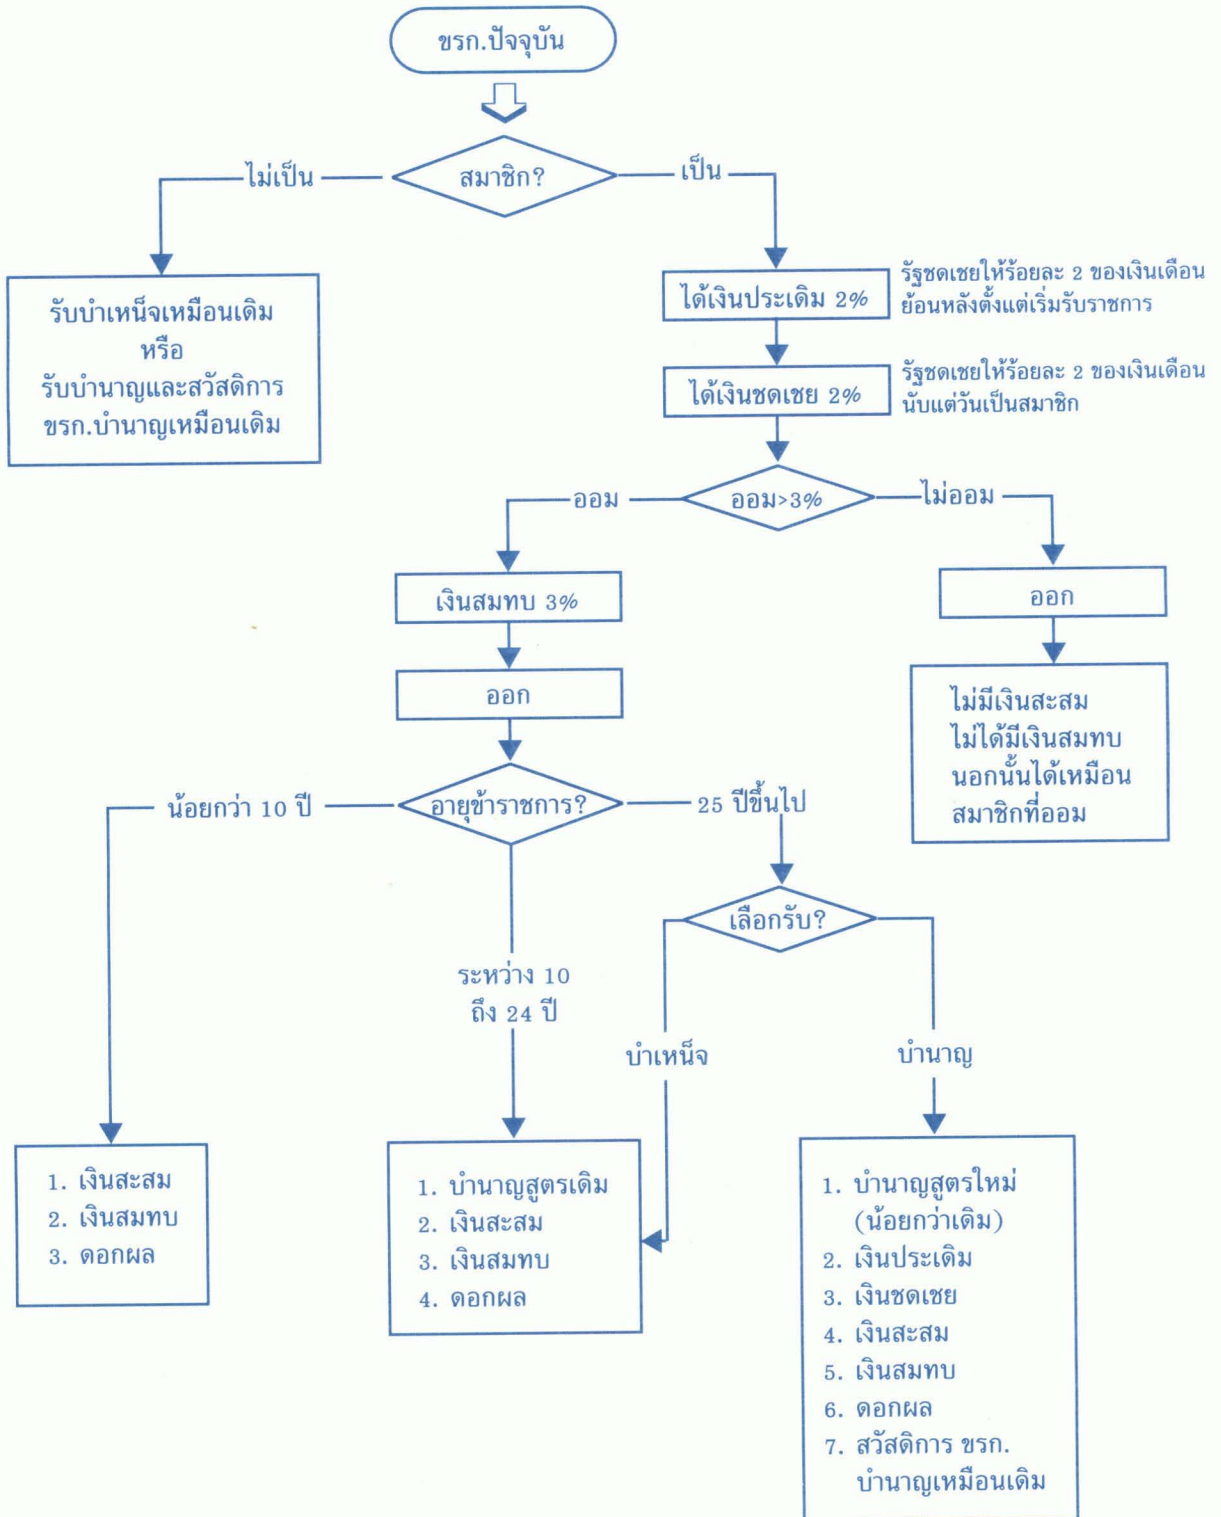 ขรก.ปัจจุบัน
สมาชิก?
ไม่เป็น
เป็น
รับบำเหน็จเหมือนเดิม
หรือ
รับบำนาญและสวัสดิการ
ขรก.บำนาญเหมือนเดิม
ได้เงินประเดิม 2%
รัฐชดเชยให้ร้อยละ 2 ของเงินเดือน
ย้อนหลังตั้งแต่เริ่มรับราชการ
ได้เงินชดเชย 2%
รัฐชดเชยให้ร้อยละ 2 ของเงินเดือน
นับแต่วันเป็นสมาชิก
ออม>3%
ออม
ไม่ออม
เงินสมทบ 3%
ออก
ออก
ไม่มีเงินสะสม
ไม่ได้มีเงินสมทบ
นอกนั้นได้เหมือน
สมาชิกที่ออม
อายุข้าราชการ?
น้อยกว่า 10 ปี
25 ปีขึ้นไป
เลือกรับ?
ระหว่าง 10
ถึง 24 ปี
บำเหน็จ
บำนาญ
1. เงินสะสม
2. เงินสมทบ
3. ดอกผล
1. บำนาญสูตรเดิม
2. เงินสะสม
3. เงินสมทบ
4. ดอกผล
1. บำนาญสูตรใหม่
(น้อยกว่าเดิม)
2. เงินประเดิม
3. เงินชดเชย
4. เงินสะสม
5. เงินสมทบ
6. ดอกผล
7. สวัสดิการ ขรก.
บำนาญเหมือนเดิม